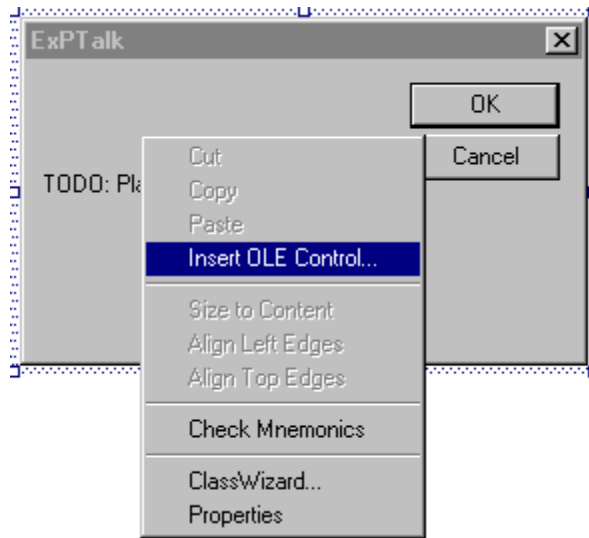 ExPTalk
OK
Cancel
TODO: Pla
Cut
Copy
Paste
Insert OLE Control...
Size to Content
Align Left Edges
Align Top Edges
Check Mnemonics
ClassWizard...
Properties